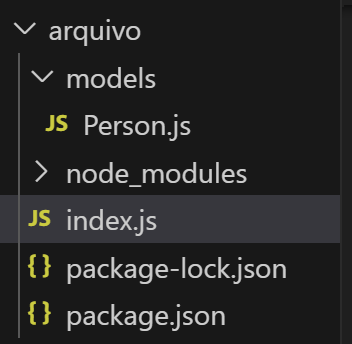 arquivo
models
JS Person.js
node_modules
JS index.js
{} package-lock.json
{} package.json